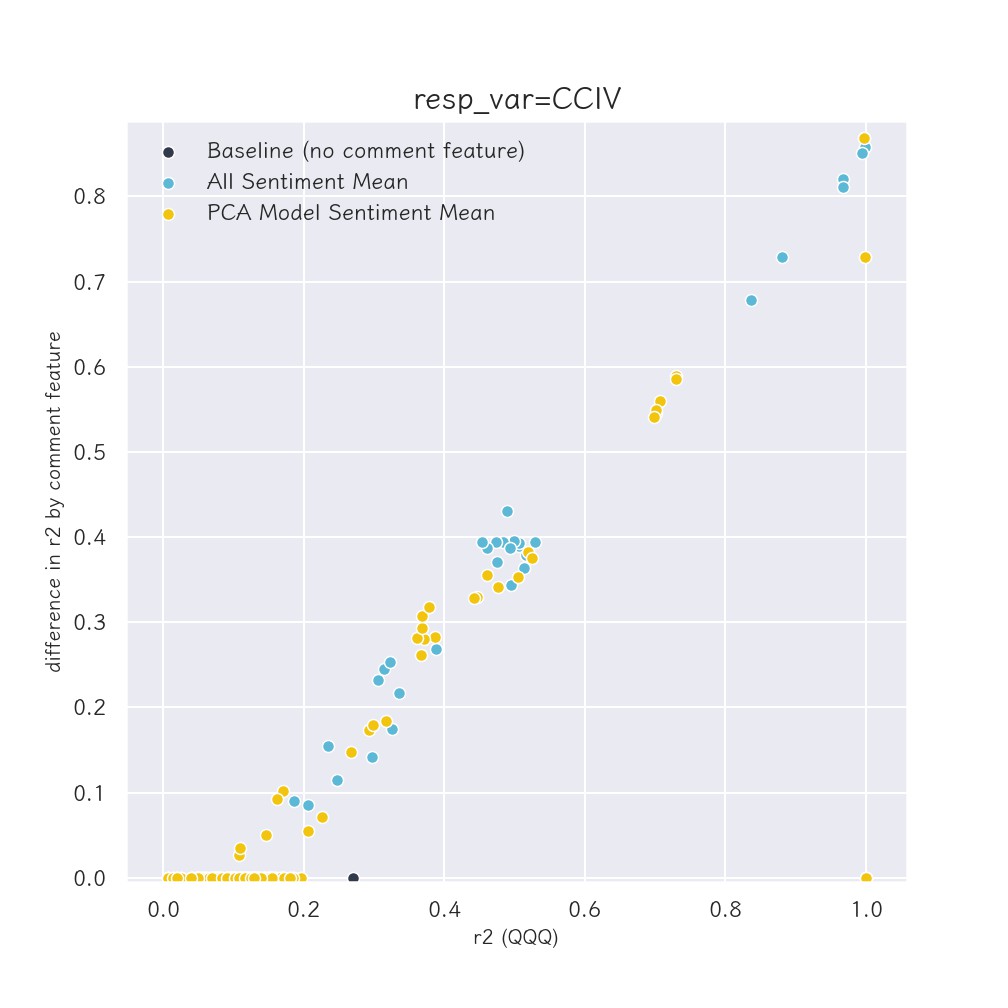 resp_var=CCIV
Baseline (no comment feature)
All Sentiment Mean
PCA Model Sentiment Mean
difference in r2 by comment feature
0.8
0.7
0.6
0.5
0.4
0.3
0.2
0.1
0.0
0.0 0.2 0.4 0.6 0.8 1.0
r2 (QQQ)